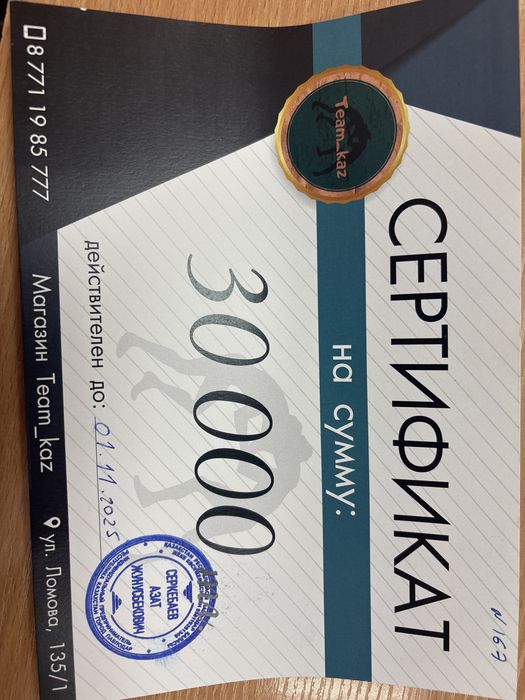 №167
Team_kaz
СЕРТИФИКАТ
на сумму:
30 000
действителен до: 01.11.2025
СЕРКЕБАЕВ
АЗАТ
ЖУНУСБЕКОВИЧ
8 771 19 85 777
Магазин Team_kaz
ул. Ломова, 135/1